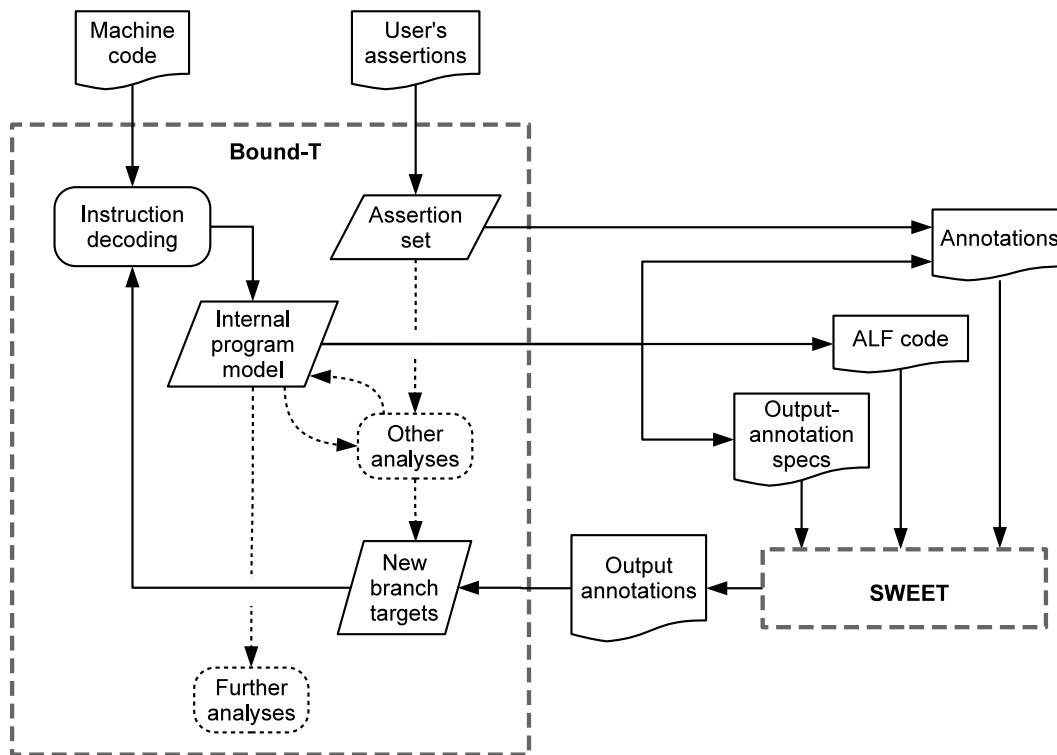 Machine
code
User's
assertions
Bound-T
Instruction
decoding
Assertion
set
Annotations
Internal
program
model
ALF code
Output-
annotation
specs
Other
analyses
New
branch
targets
Output
annotations
SWEET
Further
analyses